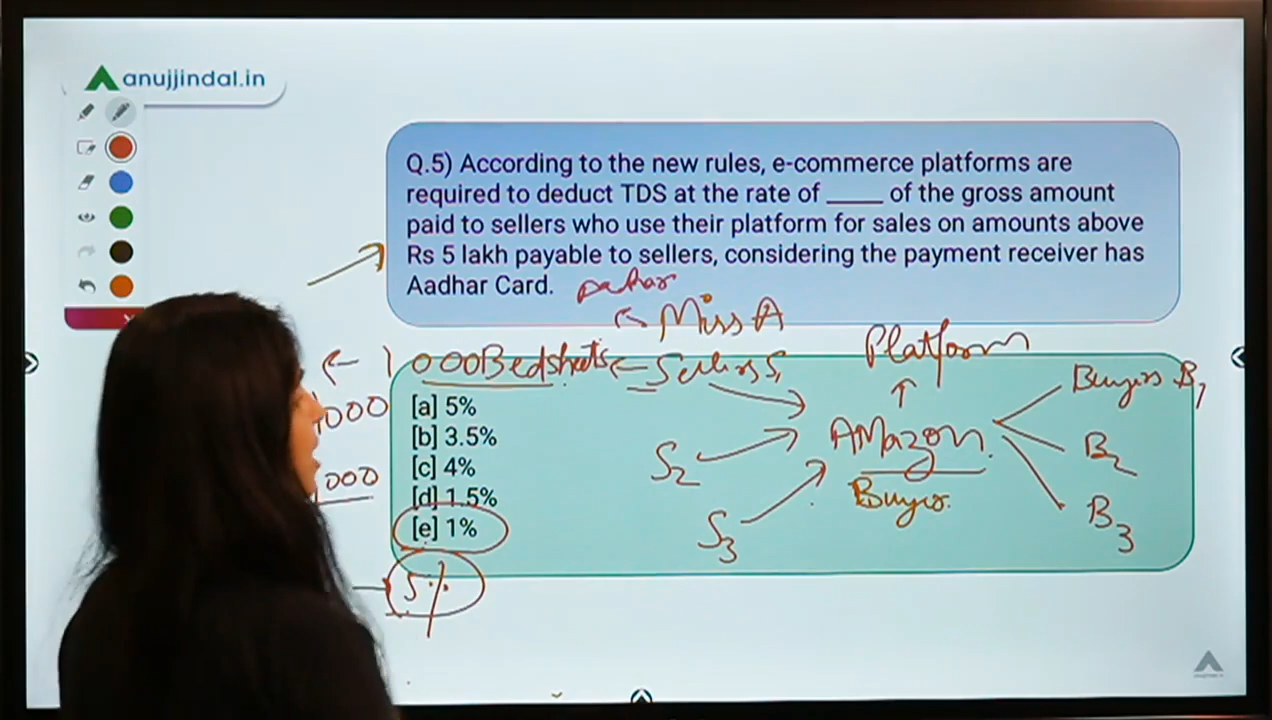 anujjindal.in
Q.5) According to the new rules, e-commerce platforms are
required to deduct TDS at the rate of _____ of the gross amount
paid to sellers who use their platform for sales on amounts above
Rs 5 lakh payable to sellers, considering the payment receiver has
Aadhar Card.
Miss A
Platform
1000 Bedsheets
Sellers S1
Buyers B1
000
[a] 5%
[b] 3.5%
AMazon
B2
[c] 4%
S2
000
[d] 1.5%
Buyer
[e] 1%
S3
B3
5%